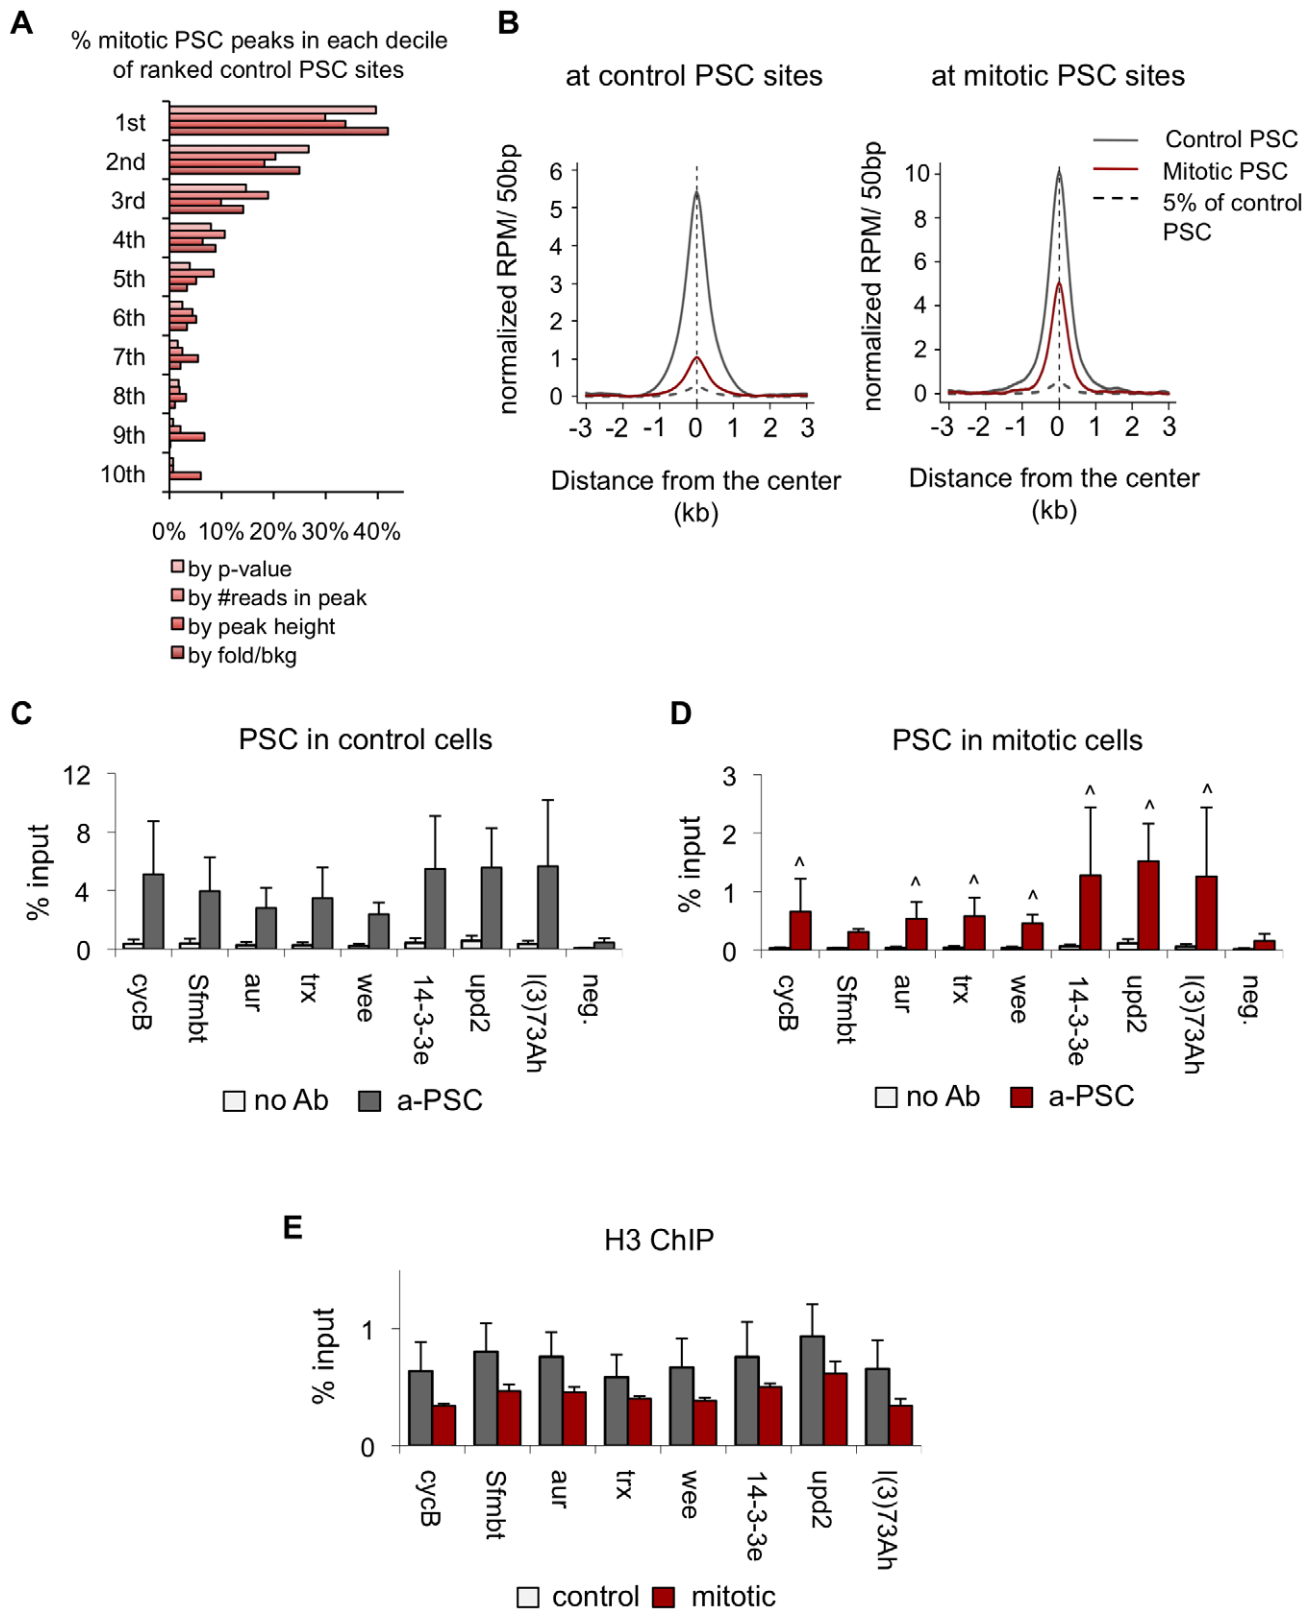 A
% mitotic PSC peaks in each decile
of ranked control PSC sites
1st
2nd
3rd
4th
5th
6th
7th
8th
9th
10th
0% 10% 20% 30% 40%
by p-value
by #reads in peak
by peak height
by fold/bkg
B
at control PSC sites
normalized RPM/ 50bp
6
5
4
3
2
1
0
-3 -2 -1 0 1 2 3
Distance from the center
(kb)
at mitotic PSC sites
normalized RPM/ 50bp
10
8
6
4
2
0
-3 -2 -1 0 1 2 3
Distance from the center
(kb)
Control PSC
Mitotic PSC
5% of control
PSC
C
PSC in control cells
% input
12
8
4
0
cycB
Sfmbt
aur
trx
wee
14-3-3e
upd2
l(3)73Ah
neg.
no Ab
a-PSC
D
PSC in mitotic cells
% input
3
2
1
0
^ ^ ^ ^ ^ ^ ^
cycB
Sfmbt
aur
trx
wee
14-3-3e
upd2
l(3)73Ah
neg.
no Ab
a-PSC
E
H3 ChIP
% input
1
0
cycB
Sfmbt
aur
trx
wee
14-3-3e
upd2
l(3)73Ah
control
mitotic